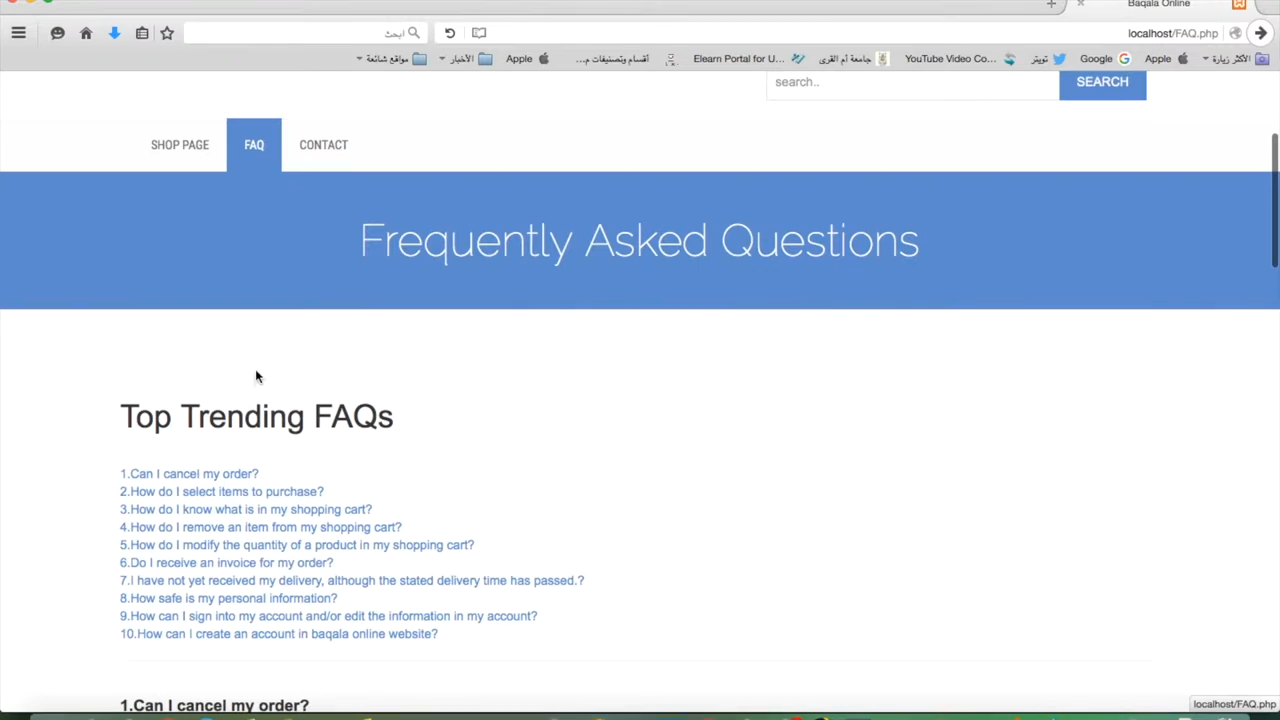 Baqala Online
ابحث
localhost/FAQ.php
الأكثر زيارة
Apple
Google
تويتر
YouTube Video Co...
جامعة أم القرى
Elearn Portal for U...
أقسام وتصنيفات م...
Apple
الأخبار
مواقع شائعة
search..
SEARCH
SHOP PAGE
FAQ
CONTACT
Frequently Asked Questions
Top Trending FAQs
1.Can I cancel my order?
2.How do I select items to purchase?
3.How do I know what is in my shopping cart?
4.How do I remove an item from my shopping cart?
5.How do I modify the quantity of a product in my shopping cart?
6.Do I receive an invoice for my order?
7.I have not yet received my delivery, although the stated delivery time has passed.?
8.How safe is my personal information?
9.How can I sign into my account and/or edit the information in my account?
10.How can I create an account in baqala online website?
1.Can I cancel my order?
localhost/FAQ.php